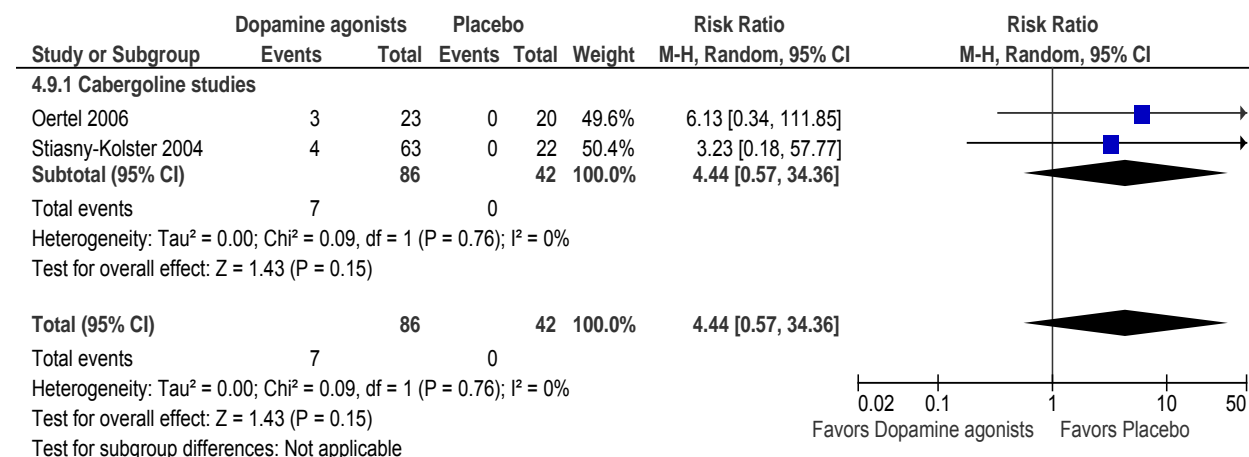 Dopamine agonists Placebo Risk Ratio Risk Ratio
Study or Subgroup Events Total Events Total Weight M-H, Random, 95% CI M-H, Random, 95% CI
4.9.1 Cabergoline studies
Oertel 2006 3 23 0 20 49.6% 6.13 [0.34, 111.85]
Stiasny-Kolster 2004 4 63 0 22 50.4% 3.23 [0.18, 57.77]
Subtotal (95% CI) 86 42 100.0% 4.44 [0.57, 34.36]
Total events 7 0
Heterogeneity: Tau² = 0.00; Chi² = 0.09, df = 1 (P = 0.76); I² = 0%
Test for overall effect: Z = 1.43 (P = 0.15)
Total (95% CI) 86 42 100.0% 4.44 [0.57, 34.36]
Total events 7 0
Heterogeneity: Tau² = 0.00; Chi² = 0.09, df = 1 (P = 0.76); I² = 0%
Test for overall effect: Z = 1.43 (P = 0.15)
Test for subgroup differences: Not applicable
0.02 0.1 1 10 50
Favors Dopamine agonists Favors Placebo